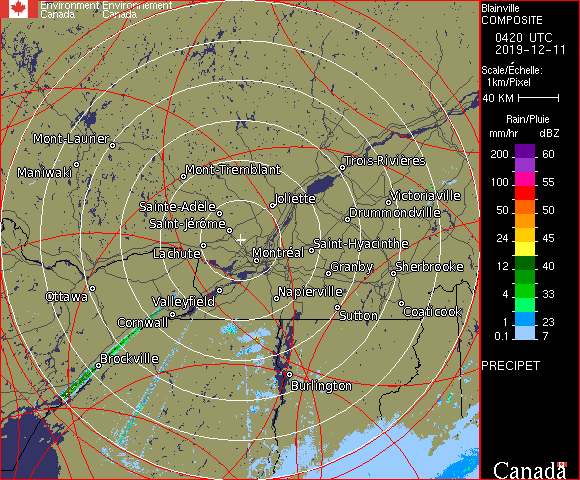 Environment Environnement
Canada Canada
Blainville
COMPOSITE
0420 UTC
2019-12-11
Scale/Échelle:
1km/Pixel
40 KM
Rain/Pluie
mm/hr dBZ
200 60
100 55
50 50
24 45
12 40
4 33
1 23
0.1 7
PRECIPET
Canada
Mont-Laurier
Maniwaki
Mont-Tremblant
Trois-Rivières
Joliette
Victoriaville
Sainte-Adèle
Drummondville
Saint-Jérôme
Lachute
Montréal
Saint-Hyacinthe
Granby
Sherbrooke
Ottawa
Valleyfield
Napierville
Cornwall
Sutton
Coaticook
Brockville
Burlington